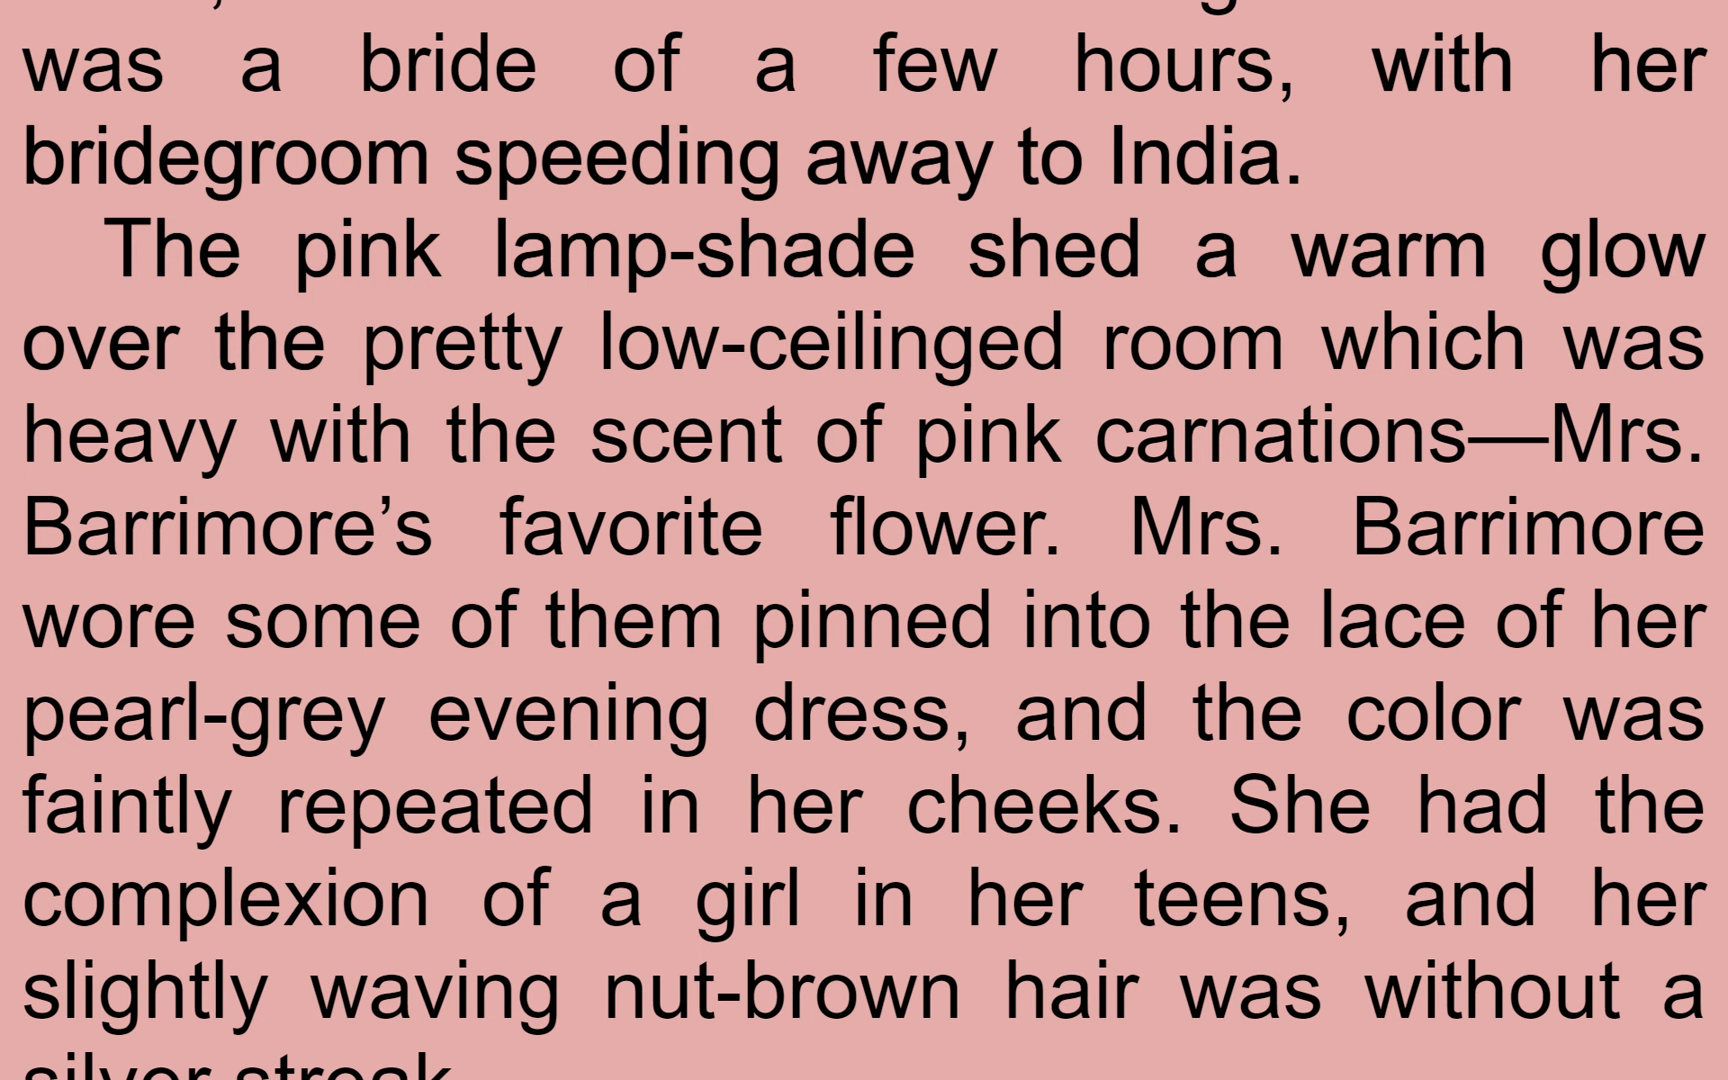 was a bride of a few hours, with her
bridegroom speeding away to India.
The pink lamp-shade shed a warm glow
over the pretty low-ceilinged room which was
heavy with the scent of pink carnations—Mrs.
Barrimore’s favorite flower. Mrs. Barrimore
wore some of them pinned into the lace of her
pearl-grey evening dress, and the color was
faintly repeated in her cheeks. She had the
complexion of a girl in her teens, and her
slightly waving nut-brown hair was without a
silver streak